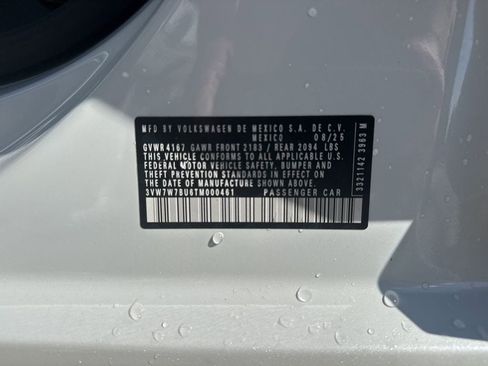 MFD BY VOLKSWAGEN DE MEXICO S.A. DE C.V.
MEXICO 08/25
GVWR 4167 GAWR FRONT 2183 / REAR 2094 LBS
THIS VEHICLE CONFORMS TO ALL APPLICABLE U.S.
FEDERAL MOTOR VEHICLE SAFETY, BUMPER AND
THEFT PREVENTION STANDARDS IN EFFECT ON
THE DATE OF MANUFACTURE SHOWN ABOVE
3VW7W7BU6TM000461 PASSENGER CAR
3321142 3963 M